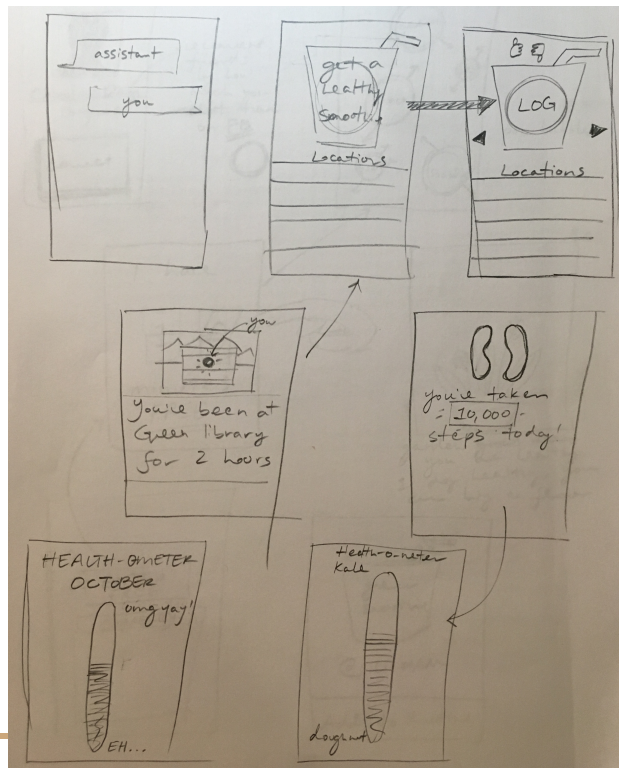 assistant
you
get a
healthy
smoothie
Locations
LOG
Locations
you
You've been at
Green library
for 2 hours
you've taken
10,000
steps today!
HEALTH-OMETER
OCTOBER
omg yay!
EH...
Health-o-meter
Kale
doughnut